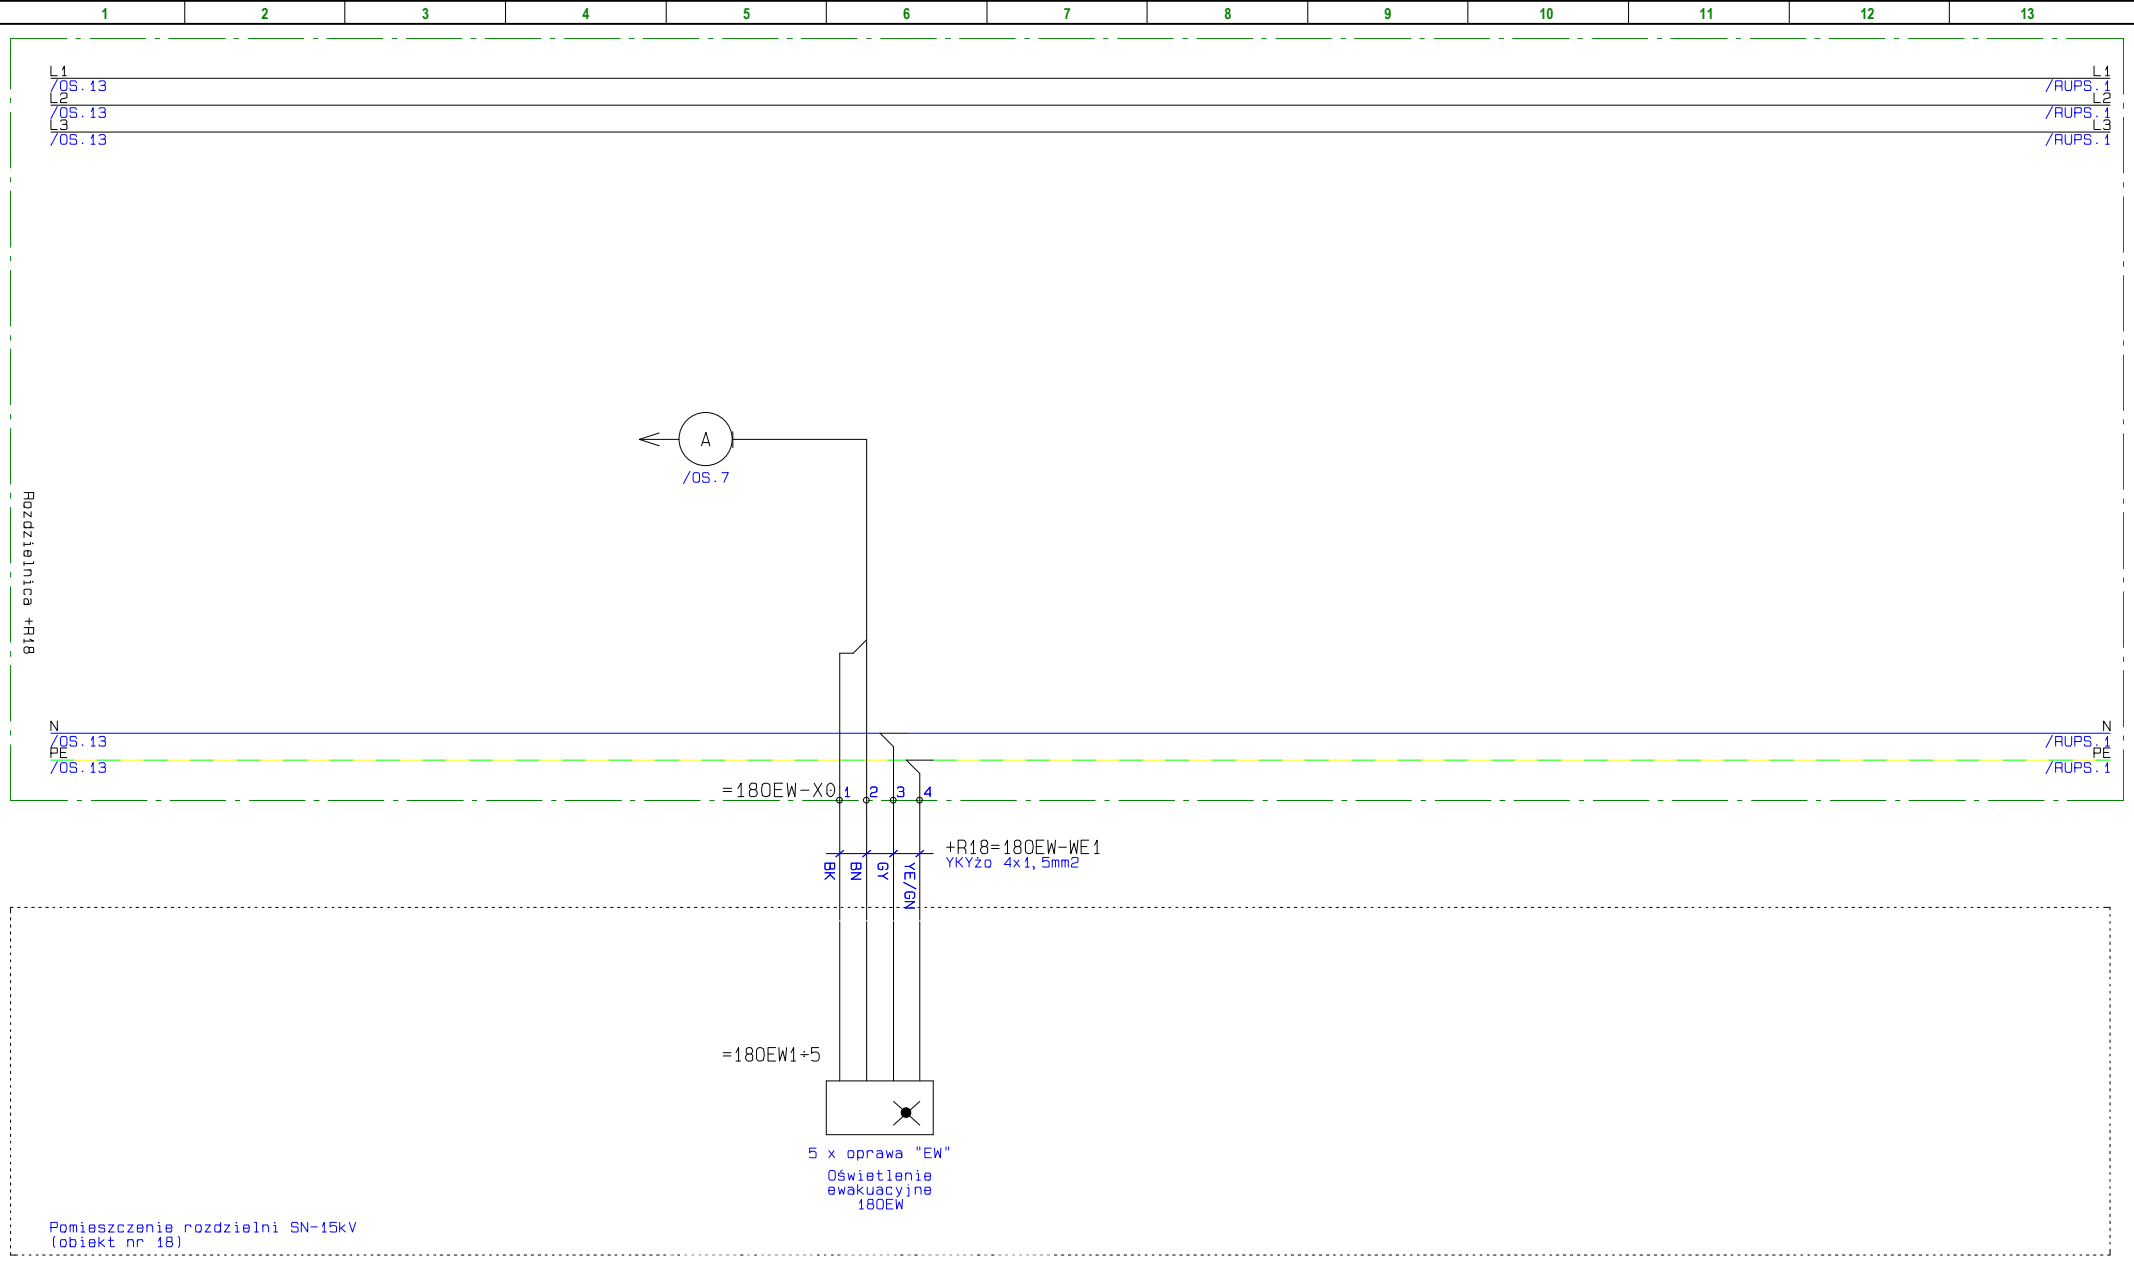 1 2 3 4 5 6 7 8 9 10 11 12 13
L1 L1
/OS.13 /RUPS.1
L2 L2
/OS.13 /RUPS.1
L3 L3
/OS.13 /RUPS.1
A
/OS.7
Rozdzielnica +R18
N N
/OS.13 /RUPS.1
PE PE
/OS.13 /RUPS.1
=18OEW-X0 1 2 3 4
+R18=18OEW-WE1
YKYżo 4x1,5mm2
BK BN GY YE/GN
=18OEW1÷5
5 x oprawa "EW"
Oświetlenie
ewakuacyjne
18OEW
Pomieszczenie rozdzielni SN-15kV
(obiekt nr 18)